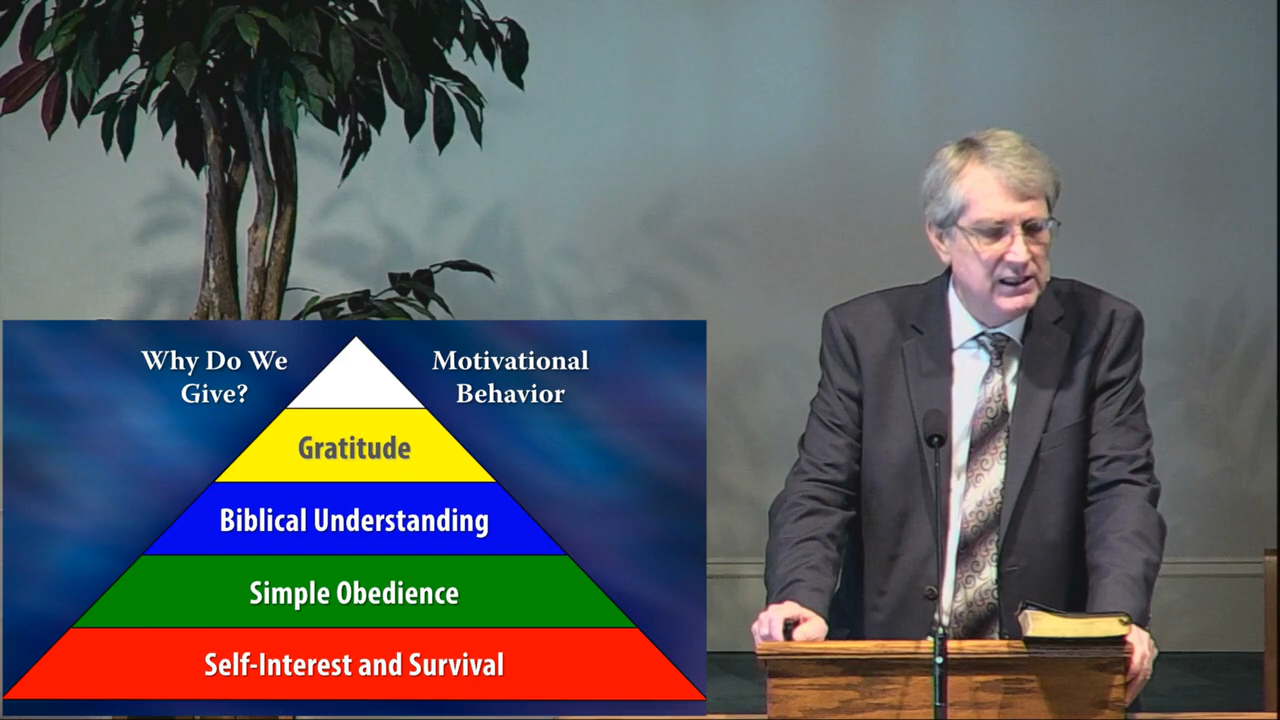 Why Do We
Give?
Motivational
Behavior
Gratitude
Biblical Understanding
Simple Obedience
Self-Interest and Survival